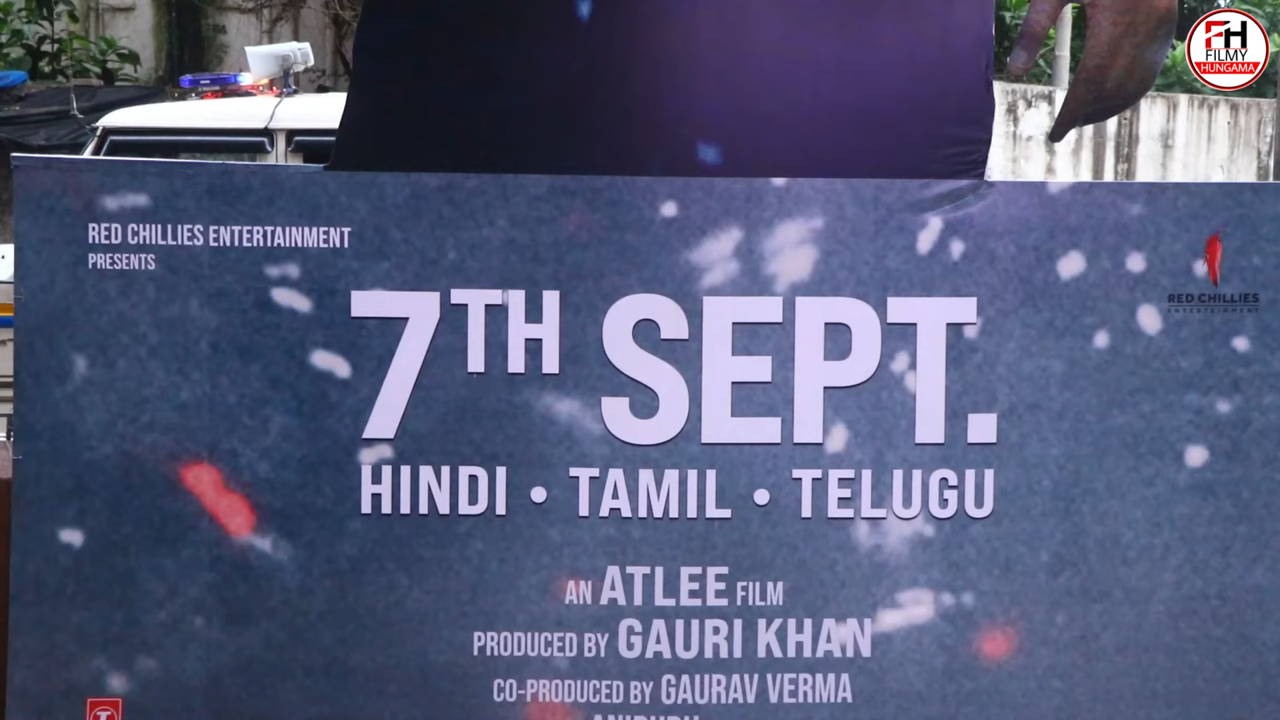 FH
FILMY
HUNGAMA
RED CHILLIES ENTERTAINMENT
PRESENTS
RED CHILLIES
ENTERTAINMENT
7TH SEPT.
HINDI • TAMIL • TELUGU
AN ATLEE FILM
PRODUCED BY GAURI KHAN
CO-PRODUCED BY GAURAV VERMA